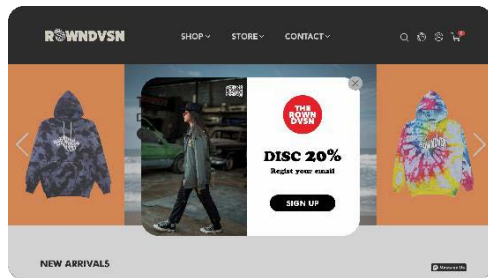 ROWNDVSN
SHOP
STORE
CONTACT
THE
ROWN
DVSN
DISC 20%
Regist your email
SIGN UP
NEW ARRIVALS